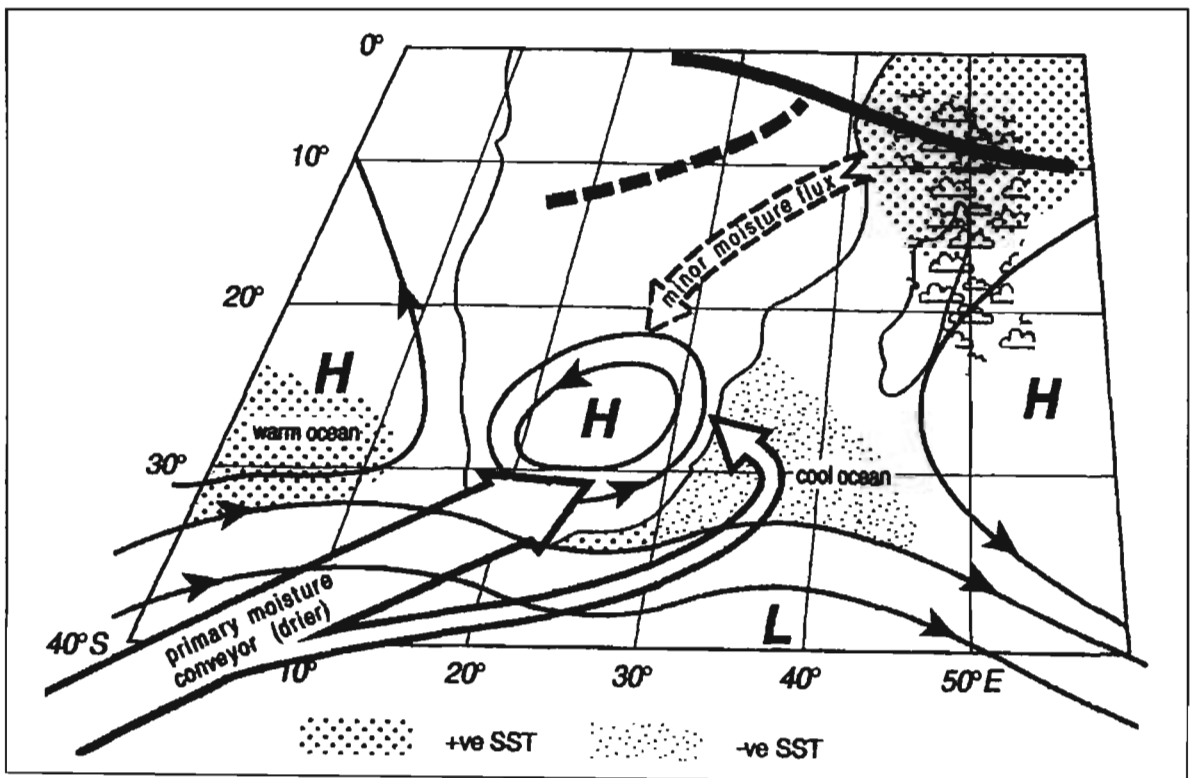 0°
10°
minor moisture flux
20°
H
H
H
warm ocean
30°
cool ocean
primary moisture
conveyor (drier)
L
40° S
10°
20°
30°
40°
50° E
+ve SST
-ve SST